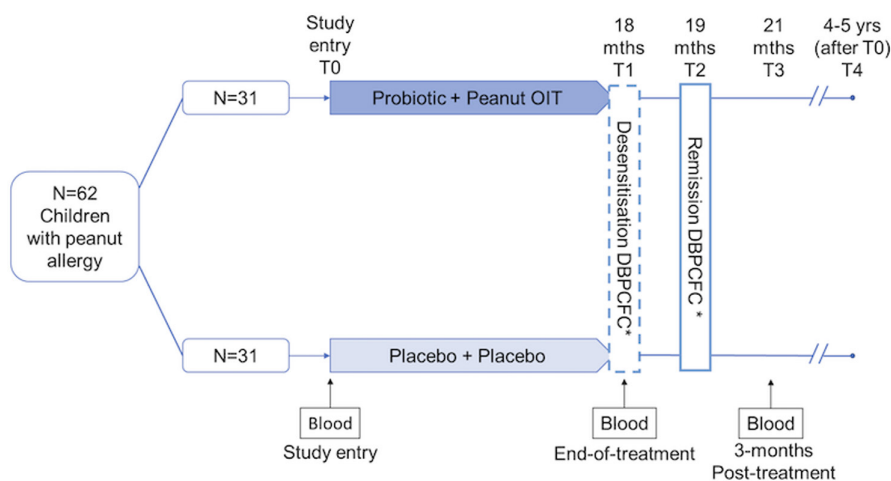 Study
entry
T0
18
mths
T1
19
mths
T2
21
mths
T3
4-5 yrs
(after T0)
T4
N=31
Probiotic + Peanut OIT
N=62
Children
with peanut
allergy
Desensitisation DBPCFC*
Remission DBPCFC *
N=31
Placebo + Placebo
Blood
Study entry
Blood
End-of-treatment
Blood
3-months
Post-treatment